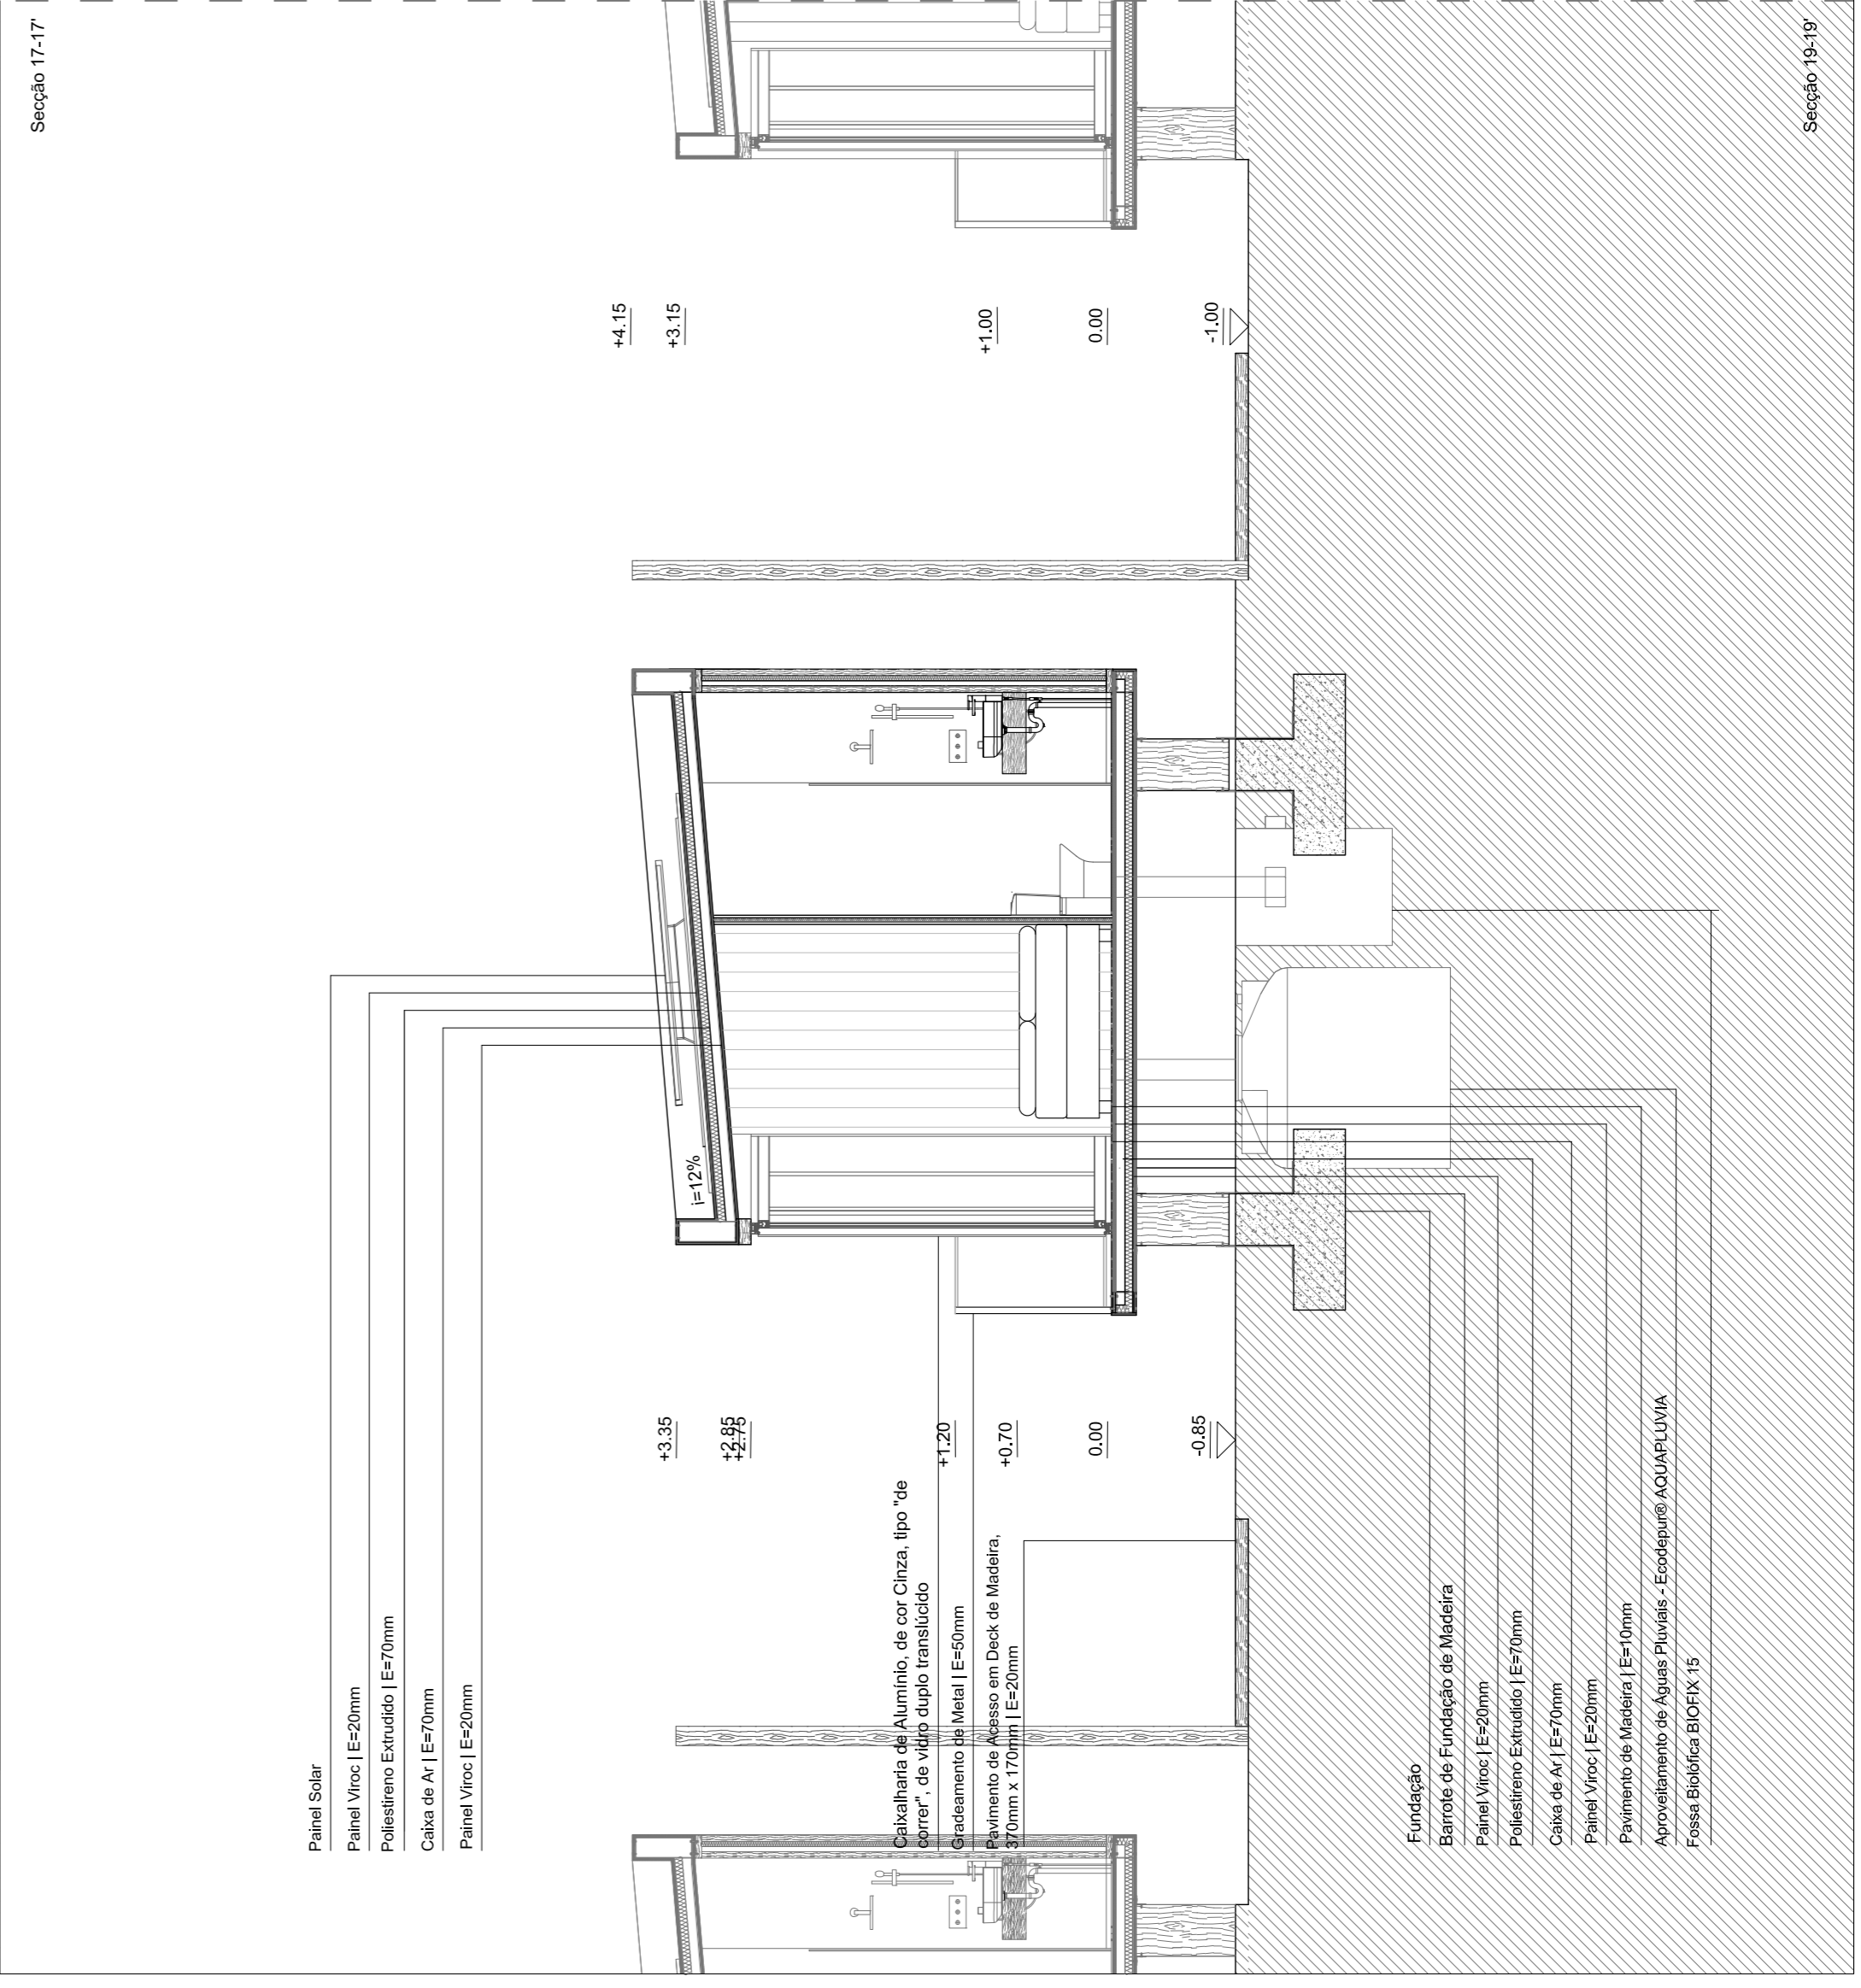 Secção 17-17'
Painel Solar
Painel Viroc | E=20mm
Poliestireno Extrudido | E=70mm
Caixa de Ar | E=70mm
Painel Viroc | E=20mm
i=12%
+4.15
+3.15
+1.00
0.00
-1.00
+3.35
+2.85
+2.75
+1.20
+0.70
0.00
-0.85
Caixalharia de Alumínio, de cor Cinza, tipo "de
correr", de vidro duplo translúcido
Gradeamento de Metal | E=50mm
Pavimento de Acesso em Deck de Madeira,
370mm x 170mm | E=20mm
Fundação
Barrote de Fundação de Madeira
Painel Viroc | E=20mm
Poliestireno Extrudido | E=70mm
Caixa de Ar | E=70mm
Painel Viroc | E=20mm
Pavimento de Madeira | E=10mm
Aproveitamento de Águas Pluviais - Ecodepur® AQUAPLUVIA
Fossa Biolófica BIOFIX 15
Secção 19-19'